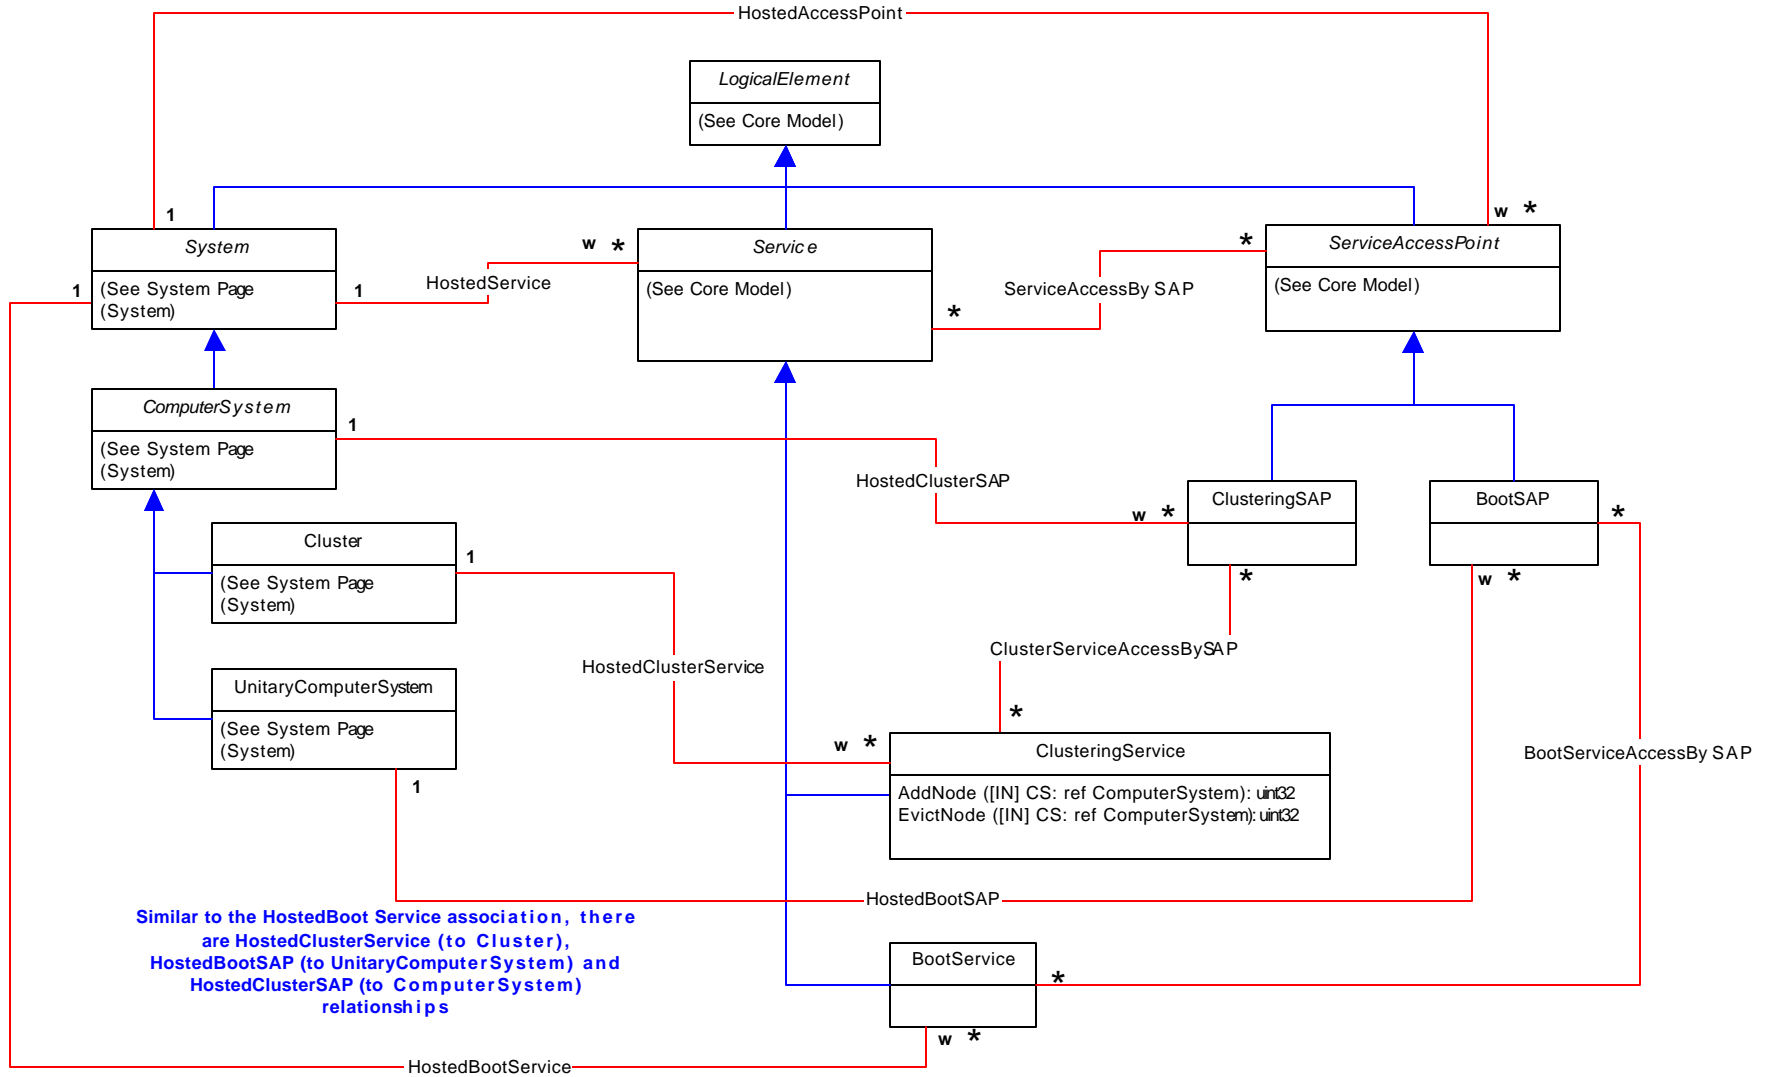 HostedAccessPoint
LogicalElement
(See Core Model)
1
w *
System
(See System Page
(System)
1
1
HostedService
w *
Service
(See Core Model)
*
ServiceAccessBy SAP
*
ServiceAccessPoint
(See Core Model)
ComputerSystem
(See System Page
(System)
1
HostedClusterSAP
w *
ClusteringSAP
BootSAP
*
*
w *
Cluster
(See System Page
(System)
1
HostedClusterService
ClusterServiceAccessBySAP
*
UnitaryComputerSystem
(See System Page
(System)
1
w *
ClusteringService
AddNode ([IN] CS: ref ComputerSystem): uint32
EvictNode ([IN] CS: ref ComputerSystem): uint32
BootServiceAccessBy SAP
HostedBootSAP
Similar to the HostedBoot Service association, there
are HostedClusterService (to Cluster),
HostedBootSAP (to UnitaryComputerSystem) and
HostedClusterSAP (to ComputerSystem)
relationships
BootService
*
w *
HostedBootService